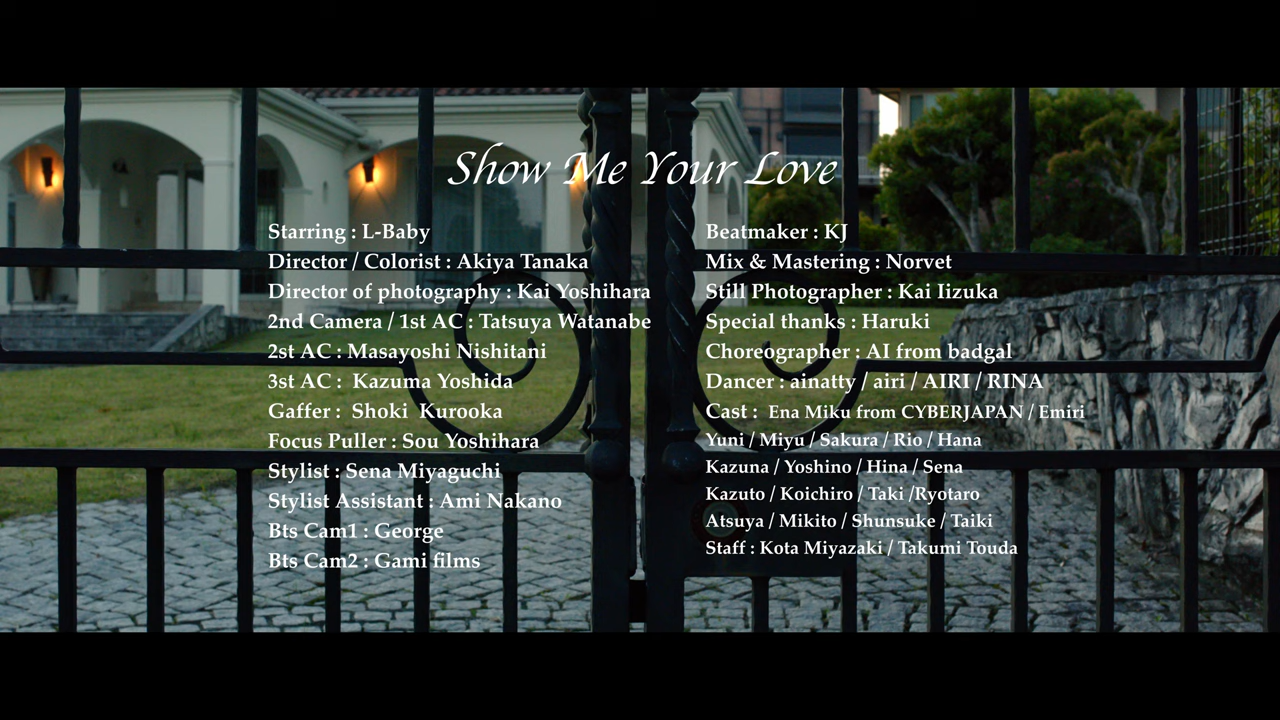 Show Me Your Love
Starring : L-Baby
Director / Colorist : Akiya Tanaka
Director of photography : Kai Yoshihara
2nd Camera / 1st AC : Tatsuya Watanabe
2st AC : Masayoshi Nishitani
3st AC :  Kazuma Yoshida
Gaffer :  Shoki  Kurooka
Focus Puller : Sou Yoshihara
Stylist : Sena Miyaguchi
Stylist Assistant : Ami Nakano
Bts Cam1 : George
Bts Cam2 : Gami films
Beatmaker : KJ
Mix & Mastering : Norvet
Still Photographer : Kai Iizuka
Special thanks : Haruki
Choreographer : AI from badgal
Dancer : ainatty / airi / AIRI / RINA
Cast :  Ena Miku from CYBERJAPAN / Emiri
Yuni / Miyu / Sakura / Rio / Hana
Kazuna / Yoshino / Hina / Sena
Kazuto / Koichiro / Taki /Ryotaro
Atsuya / Mikito / Shunsuke / Taiki
Staff : Kota Miyazaki / Takumi Touda